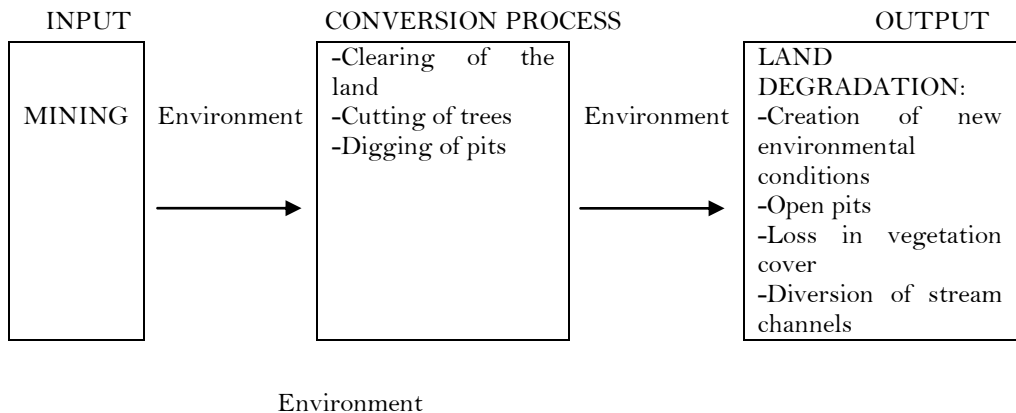 INPUT
CONVERSION PROCESS
OUTPUT
MINING
Environment
-Clearing of the
land
-Cutting of trees
-Digging of pits
Environment
LAND
DEGRADATION:
-Creation of new
environmental
conditions
-Open pits
-Loss in vegetation
cover
-Diversion of stream
channels
Environment